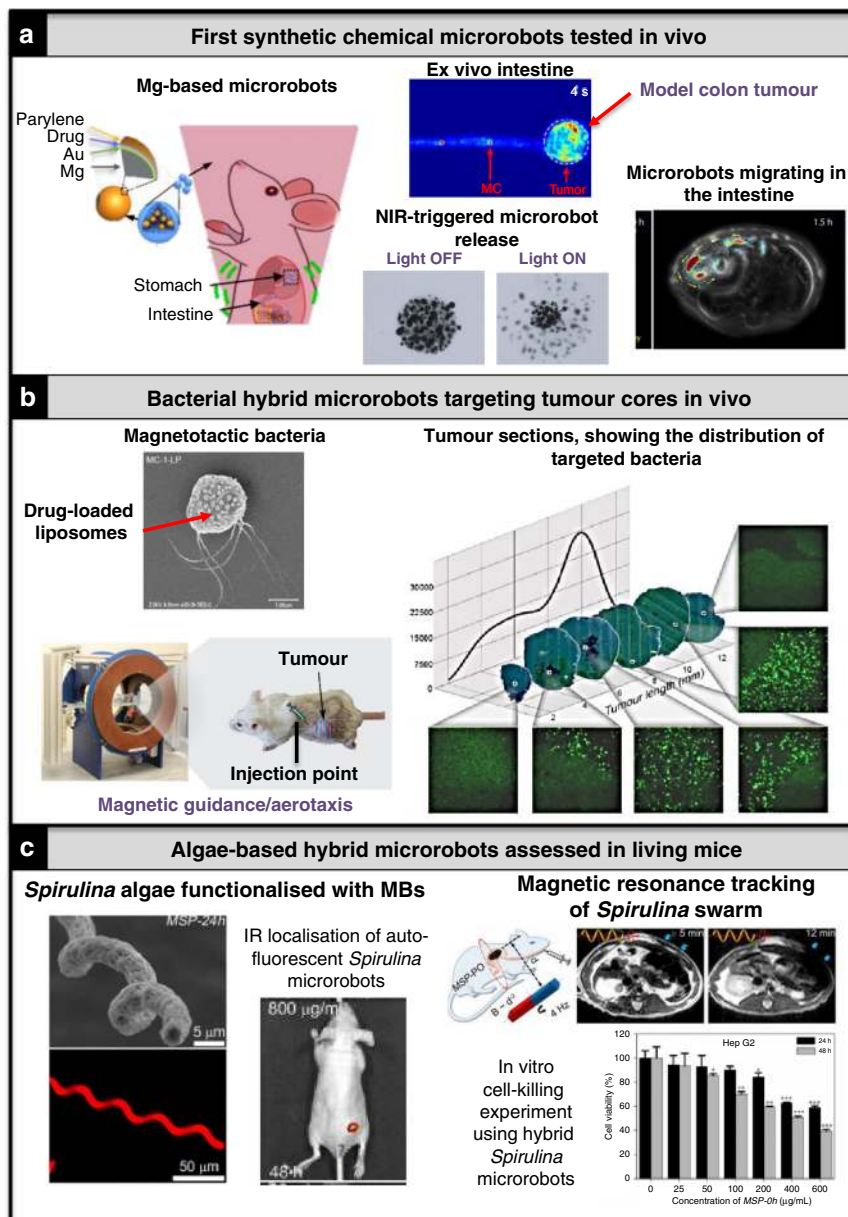 a
First synthetic chemical microrobots tested in vivo
Mg-based microrobots
Parylene
Drug
Au
Mg
Stomach
Intestine
Ex vivo intestine
4 s
Model colon tumour
MC
Tumor
NIR-triggered microrobot
release
Light OFF
Light ON
Microrobots migrating in
the intestine
h
1.5 h
b
Bacterial hybrid microrobots targeting tumour cores in vivo
Magnetotactic bacteria
MC-1-LP
Drug-loaded
liposomes
Tumour
Injection point
Magnetic guidance/aerotaxis
Tumour sections, showing the distribution of
targeted bacteria
30000
22500
15000
7500
0
2
4
6
8
10
12
Tumour length (mm)
c
Algae-based hybrid microrobots assessed in living mice
Spirulina algae functionalised with MBs
MSP-24h
5 µm
50 µm
IR localisation of auto-
fluorescent Spirulina
microrobots
800 µg/ml
48-h
Magnetic resonance tracking
of Spirulina swarm
MSP-PO
B ~ d⁻³
4 Hz
5 min
12 min
In vitro
cell-killing
experiment
using hybrid
Spirulina
microrobots
Hep G2
24 h
48 h
Cell viability (%)
120
100
80
60
40
20
0
0 25 50 100 200 400 600
Concentration of MSP-0h (µg/mL)